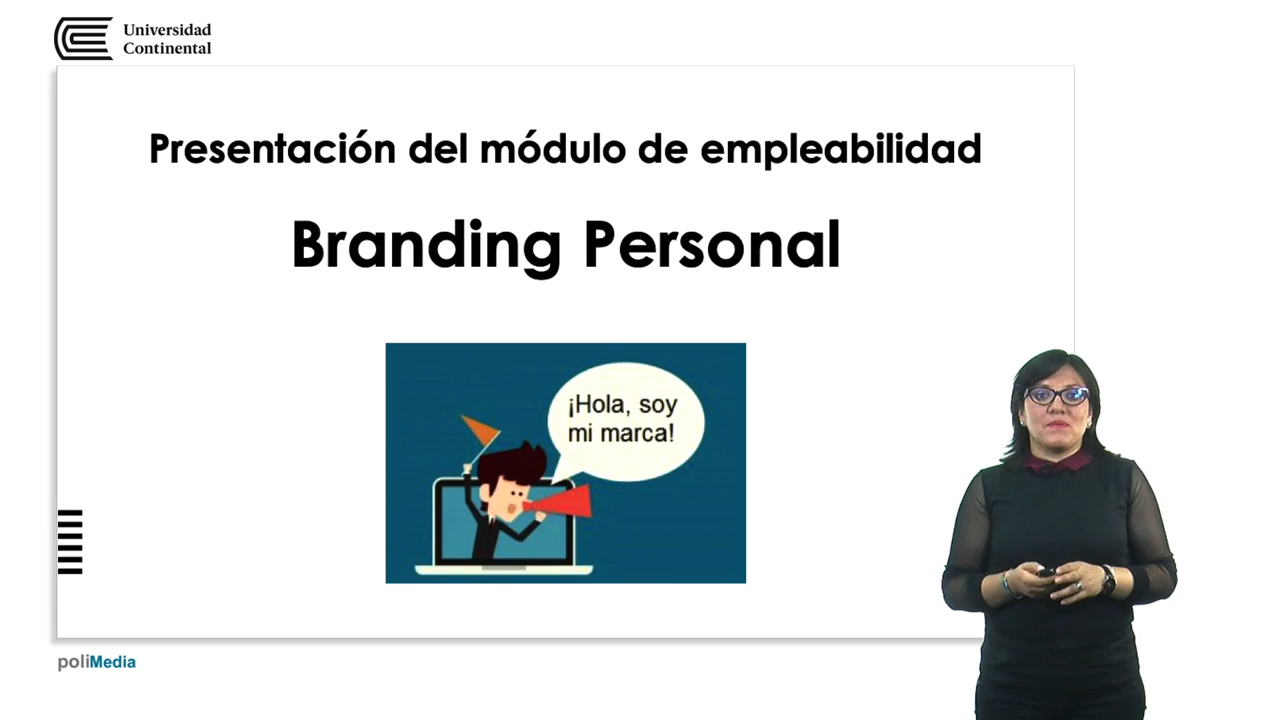 Universidad
Continental
Presentación del módulo de empleabilidad
Branding Personal
¡Hola, soy
mi marca!
poliMedia